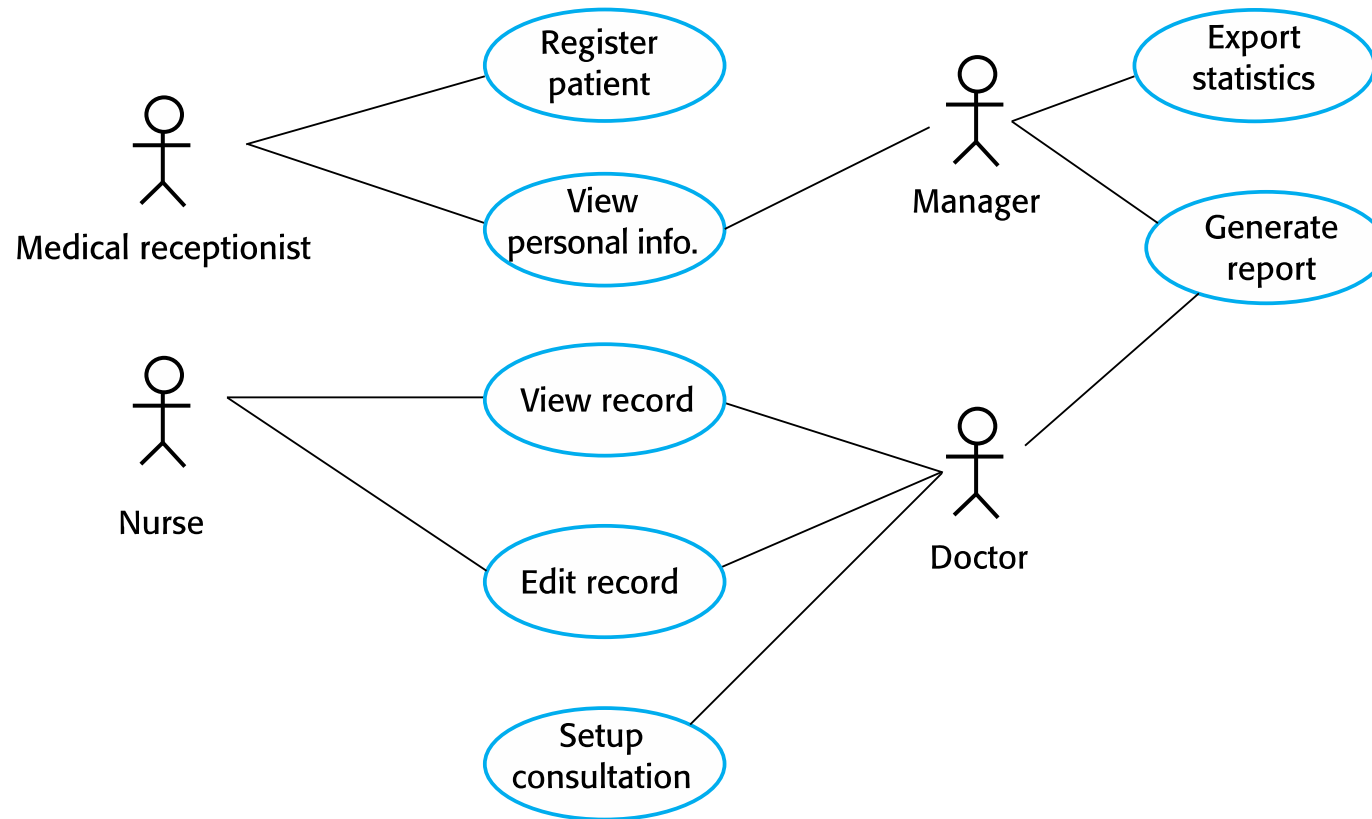 Register
patient
Export
statistics
Medical receptionist
View
personal info.
Manager
Generate
report
Nurse
View record
Edit record
Doctor
Setup
consultation